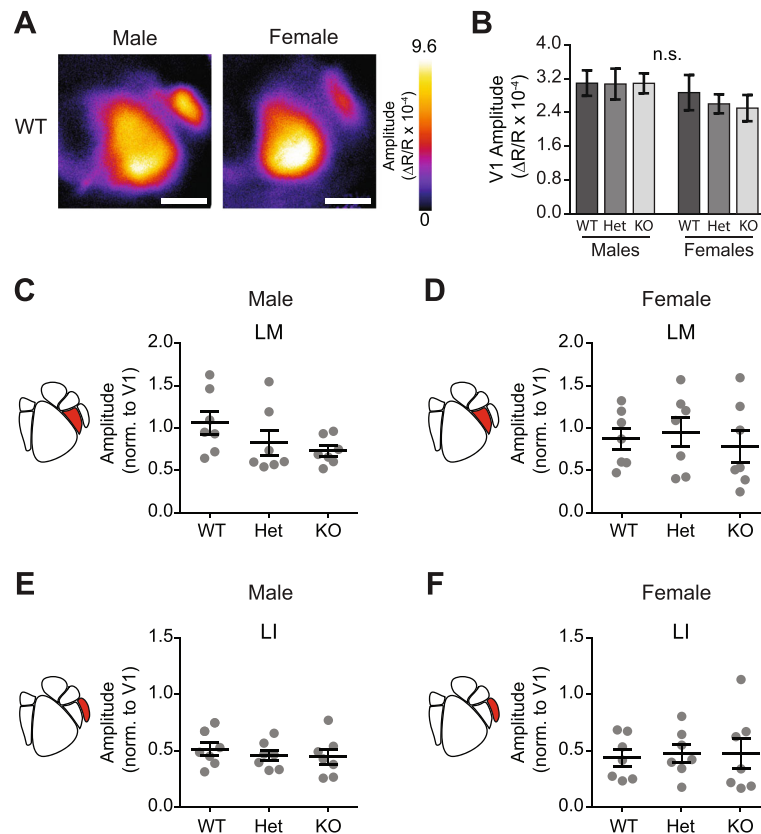 A
Male
Female
9.6
WT
Amplitude
(ΔR/R x 10⁻⁴)
0
B
n.s.
V1 Amplitude
(ΔR/R x 10⁻⁴)
4.0
3.2
2.4
1.6
0.8
0.0
WT Het KO WT Het KO
Males Females
C
Male
LM
Amplitude
(norm. to V1)
2.0
1.5
1.0
0.5
0.0
WT Het KO
D
Female
LM
Amplitude
(norm. to V1)
2.0
1.5
1.0
0.5
0.0
WT Het KO
E
Male
LI
Amplitude
(norm. to V1)
1.5
1.0
0.5
0.0
WT Het KO
F
Female
LI
Amplitude
(norm. to V1)
1.5
1.0
0.5
0.0
WT Het KO